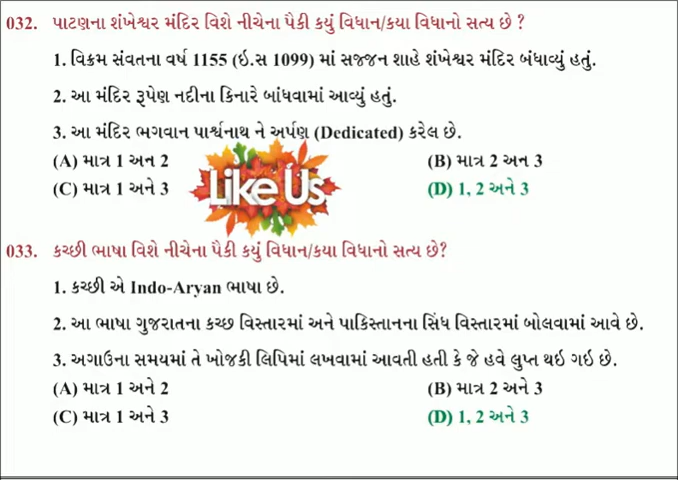 032. પાટણના શંખેશ્વર મંદિર વિશે નીચેના પૈકી કયું વિધાન/કયા વિધાનો સત્ય છે ?
1. વિક્રમ સંવતના વર્ષ 1155 (ઇ.સ 1099) માં સજ્જન શાહે શંખેશ્વર મંદિર બંધાવ્યું હતું.
2. આ મંદિર રૂપેણ નદીના કિનારે બાંધવામાં આવ્યું હતું.
3. આ મંદિર ભગવાન પાર્શ્વનાથ ને અર્પણ (Dedicated) કરેલ છે.
(A) માત્ર 1 અન 2 (B) માત્ર 2 અન 3
(C) માત્ર 1 અને 3 (D) 1, 2 અને 3
Like Us
033. કચ્છી ભાષા વિશે નીચેના પૈકી કયું વિધાન/કયા વિધાનો સત્ય છે?
1. કચ્છી એ Indo-Aryan ભાષા છે.
2. આ ભાષા ગુજરાતના કચ્છ વિસ્તારમાં અને પાકિસ્તાનના સિંધ વિસ્તારમાં બોલવામાં આવે છે.
3. અગાઉના સમયમાં તે ખોજકી લિપિમાં લખવામાં આવતી હતી કે જે હવે લુપ્ત થઇ ગઇ છે.
(A) માત્ર 1 અને 2 (B) માત્ર 2 અને 3
(C) માત્ર 1 અને 3 (D) 1, 2 અને 3